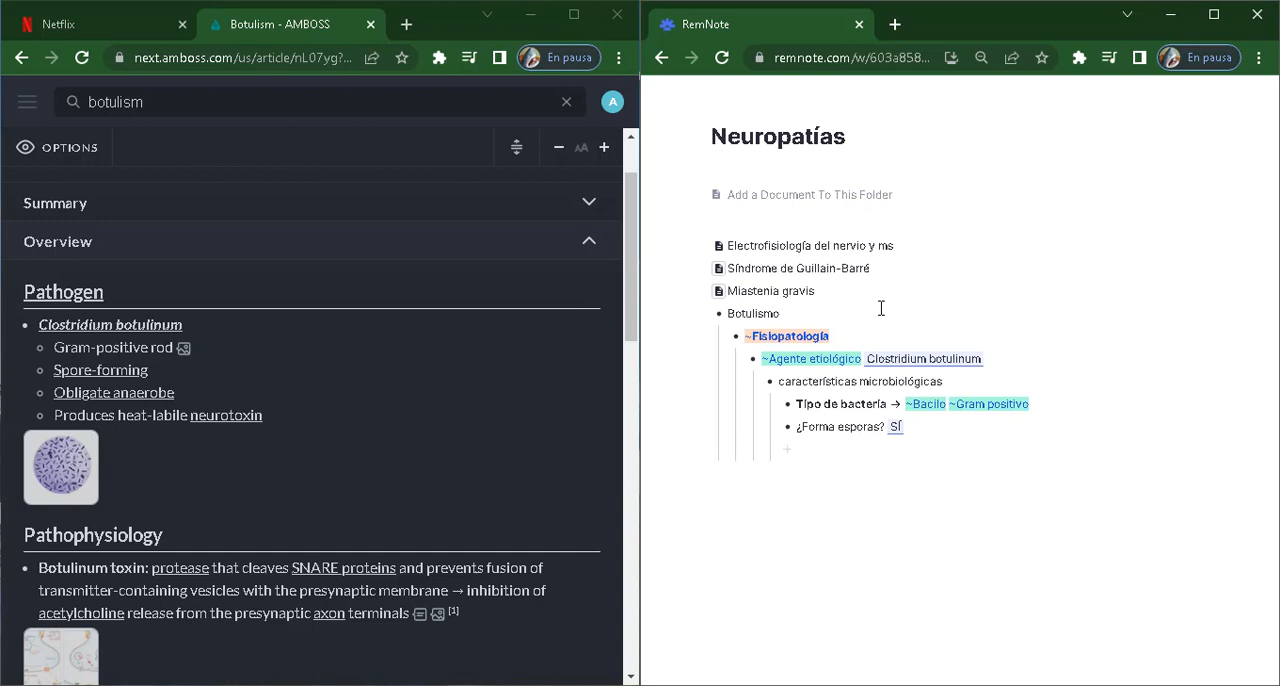 Netflix
Botulism - AMBOSS
next.amboss.com/us/article/nL07yg?...
En pausa
botulism
A
OPTIONS
AA
Summary
Overview
Pathogen
Clostridium botulinum
Gram-positive rod
Spore-forming
Obligate anaerobe
Produces heat-labile neurotoxin
Pathophysiology
Botulinum toxin: protease that cleaves SNARE proteins and prevents fusion of
transmitter-containing vesicles with the presynaptic membrane → inhibition of
acetylcholine release from the presynaptic axon terminals [1]
RemNote
remnote.com/w/603a858...
En pausa
Neuropatías
Add a Document To This Folder
Electrofisiología del nervio y ms
Síndrome de Guillain-Barré
Miastenia gravis
Botulismo
~Fisiopatología
~Agente etiológico Clostridium botulinum
características microbiológicas
Tipo de bactería → ~Bacilo ~Gram positivo
¿Forma esporas? SÍ